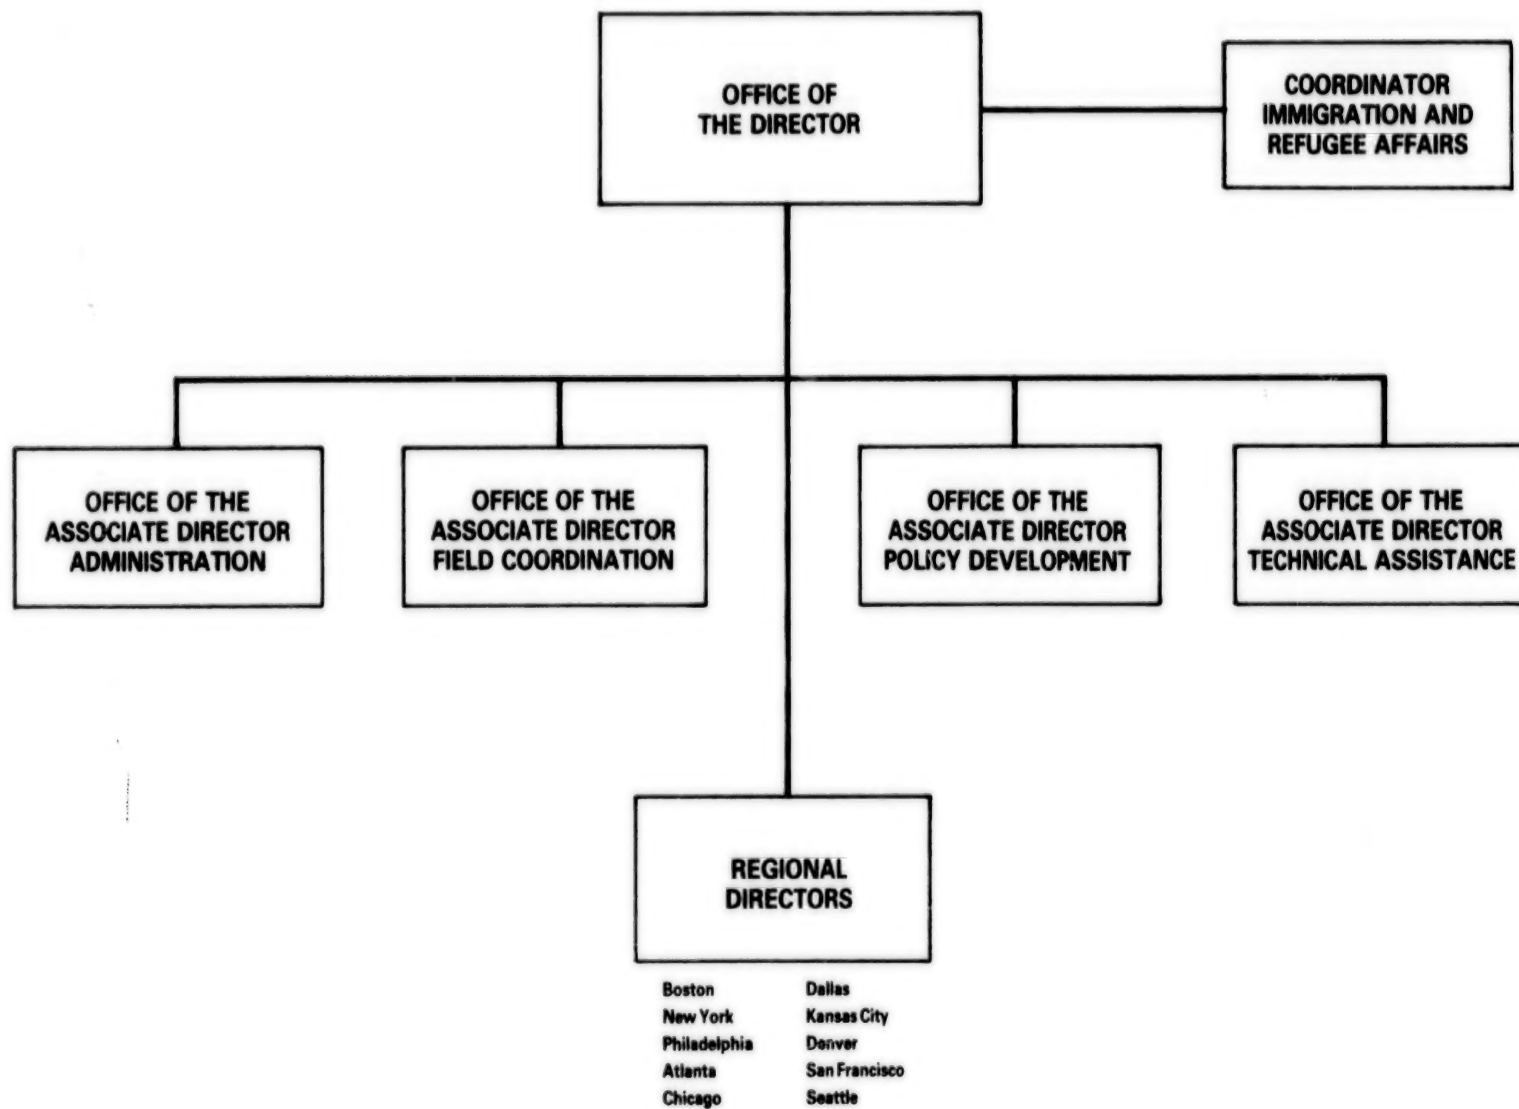 OFFICE OF
THE DIRECTOR
COORDINATOR
IMMIGRATION AND
REFUGEE AFFAIRS
OFFICE OF THE
ASSOCIATE DIRECTOR
ADMINISTRATION
OFFICE OF THE
ASSOCIATE DIRECTOR
FIELD COORDINATION
OFFICE OF THE
ASSOCIATE DIRECTOR
POLICY DEVELOPMENT
OFFICE OF THE
ASSOCIATE DIRECTOR
TECHNICAL ASSISTANCE
REGIONAL
DIRECTORS
Boston
New York
Philadelphia
Atlanta
Chicago
Dallas
Kansas City
Denver
San Francisco
Seattle